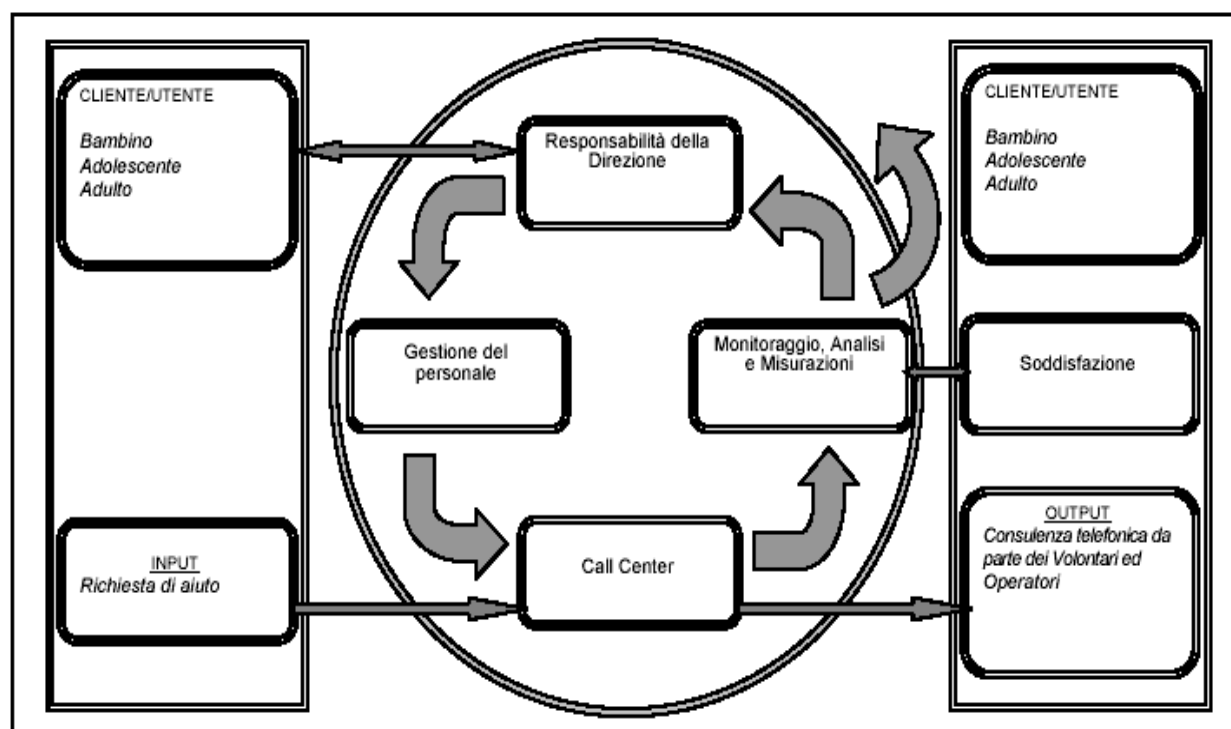 CLIENTE/UTENTE
Bambino
Adolescente
Adulto
INPUT
Richiesta di aiuto
Responsabilità della
Direzione
Gestione del
personale
Monitoraggio, Analisi
e Misurazioni
Call Center
CLIENTE/UTENTE
Bambino
Adolescente
Adulto
Soddisfazione
OUTPUT
Consulenza telefonica da
parte dei Volontari ed
Operatori